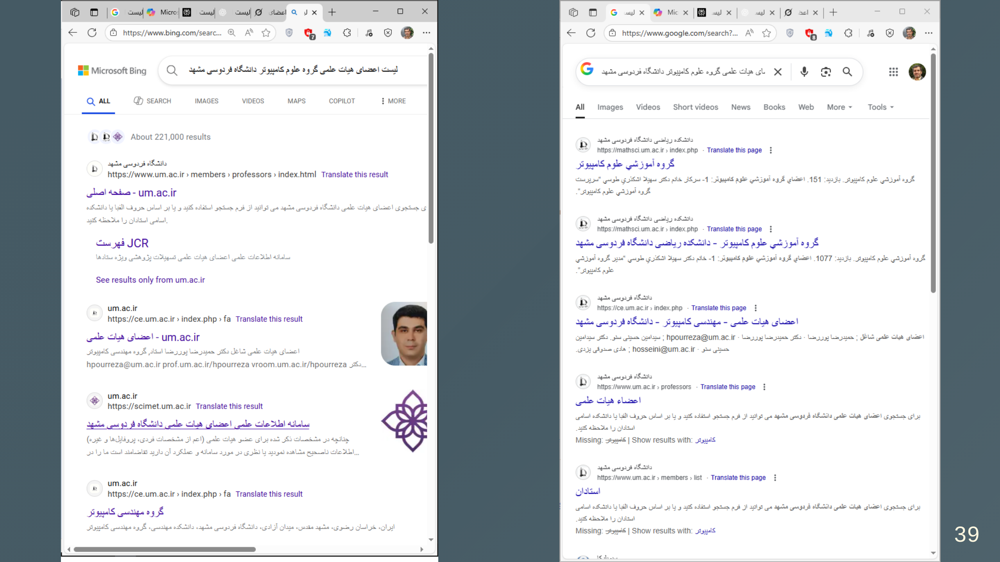 لیست
Micro
لیست
لیست
اعضای
https://www.bing.com/searc...
7
Microsoft Bing
لیست اعضای هیات علمی گروه علوم کامپیوتر دانشگاه فردوسی مشهد
ALL
SEARCH
IMAGES
VIDEOS
MAPS
COPILOT
MORE
About 221,000 results
دانشگاه فردوسی مشهد
https://www.um.ac.ir › members › professors › index.html Translate this result
صفحه اصلی - um.ac.ir
ی جستجوی اعضای هیات علمی دانشگاه فردوسی مشهد می توانید از فرم جستجو استفاده کنید و یا بر اساس حروف الفبا یا دانشکده
اسامی استادان را ملاحظه کنید.
فهرست JCR
سامانه اطلاعات علمی اعضای هیات علمی تسهیلات پژوهشی ویژه ستادها
See results only from um.ac.ir
um.ac.ir
https://ce.um.ac.ir › index.php › fa Translate this result
اعضای هیات علمی - um.ac.ir
اعضای هیات علمی شاغل دکتر حمیدرضا پوررضا استاد, گروه مهندسی کامپیوتر
hpourreza@um.ac.ir prof.um.ac.ir/hpourreza vroom.um.ac.ir/hpourreza دکتر...
um.ac.ir
https://scimet.um.ac.ir Translate this result
سامانه اطلاعات علمی اعضای هیات علمی دانشگاه فردوسی مشهد
چنانچه در مشخصات ذکر شده برای عضو هیات علمی (اعم از مشخصات فردی، پروفایل‌ها و غیره)
اطلاعات ناصحیح مشاهده نمودید یا نظری در مورد سامانه و عملکرد آن دارید تقاضامند است ما را در...
um.ac.ir
https://ce.um.ac.ir › index.php › fa Translate this result
گروه مهندسی کامپیوتر
ایران، خراسان رضوی، مشهد مقدس، میدان آزادی، دانشگاه فردوسی مشهد، دانشکده مهندسی، گروه مهندسی کامپیوتر
لیس
Mic
لیس
لیس
اعض
https://www.google.com/search?...
8
ای هیات علمی گروه علوم کامپیوتر دانشگاه فردوسی مشهد
All
Images
Videos
Short videos
News
Books
Web
More
Tools
دانشکده ریاضی دانشگاه فردوسی مشهد
https://mathsci.um.ac.ir › index.php · Translate this page
گروه آموزشي علوم کامپیوتر
گروه آموزشي علوم کامپیوتر. بازدید: 151. اعضاي گروه آموزشي علوم کامپیوتر: 1- سرکار خانم دکتر سهیلا اشکذري طوسي "سرپرست
گروه آموزشي علوم کامپیوتر".
دانشکده ریاضی دانشگاه فردوسی مشهد
https://mathsci.um.ac.ir › index.php · Translate this page
گروه آموزشي علوم کامپیوتر - دانشکده ریاضی دانشگاه فردوسی مشهد
گروه آموزشي علوم کامپیوتر. بازدید: 1077. اعضاي گروه آموزشي علوم کامپیوتر: 1- خانم دکتر سهیلا اشکذري طوسي "مدیر گروه آموزشي
علوم کامپیوتر".
دانشگاه فردوسی مشهد
https://ce.um.ac.ir › index.php · Translate this page
اعضای هیات علمی - مهندسی کامپیوتر - دانشگاه فردوسی مشهد
اعضای هیات علمی شاغل ; حمیدرضا پوررضا · دکتر حمیدرضا پوررضا · hpourreza@um.ac.ir ; سیدامین حسینی سنو. دکتر سیدامین
حسینی سنو · hosseini@um.ac.ir ; هادی صدوقی یزدی.
دانشگاه فردوسی مشهد
https://www.um.ac.ir › professors · Translate this page
اعضاء هیات علمی
برای جستجوی اعضای هیات علمی دانشگاه فردوسی مشهد می توانید از فرم جستجو استفاده کنید و یا بر اساس حروف الفبا یا دانشکده اسامی
استادان را ملاحظه کنید.
Missing: کامپیوتر | Show results with: کامپیوتر
دانشگاه فردوسی مشهد
https://www.um.ac.ir › members › list · Translate this page
استادان
برای جستجوی اعضای هیات علمی دانشگاه فردوسی مشهد می توانید از فرم جستجو استفاده کنید و یا بر اساس حروف الفبا یا دانشکده اسامی
استادان را ملاحظه کنید.
Missing: کامپیوتر | Show results with: کامپیوتر
39